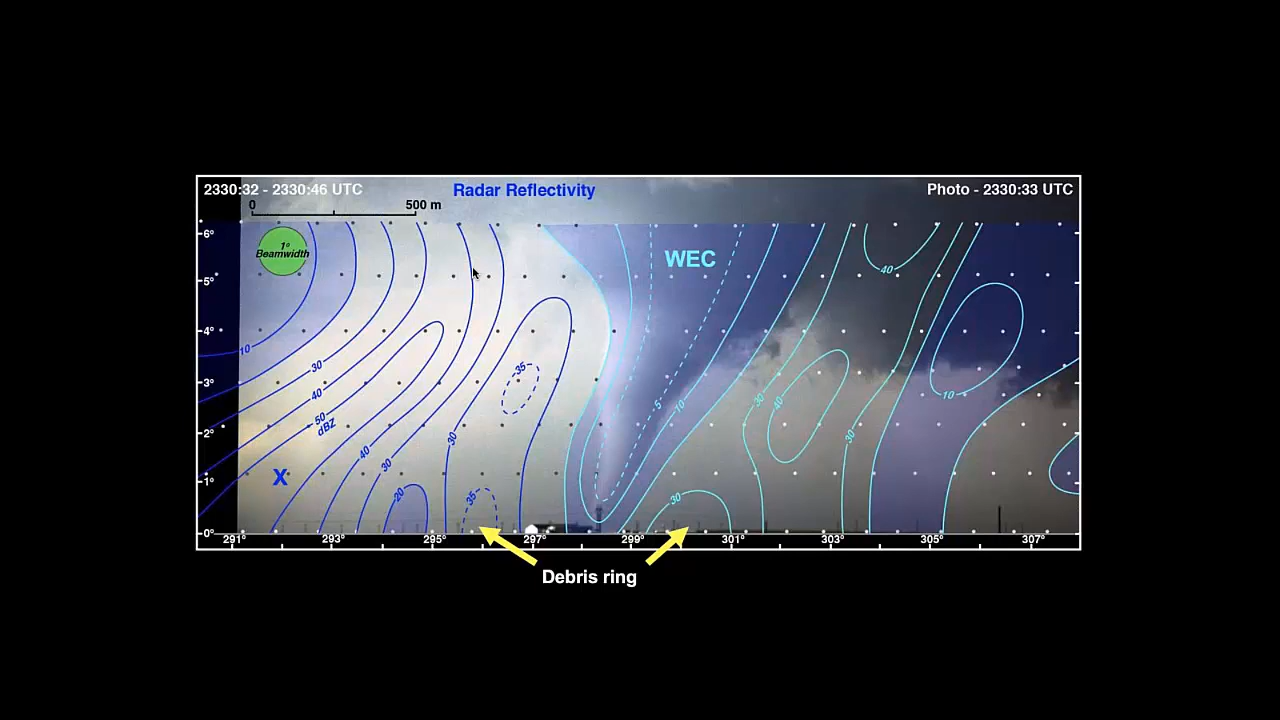 2330:32 - 2330:46 UTC
Radar Reflectivity
Photo - 2330:33 UTC
0
500 m
6°
1º
Beamwidth
WEC
40
5°
4°
10
30
35
3°
40
10
5
10
30
40
50
dBZ
2°
30
30
40
30
X
1°
20
35
30
0°
291° 293° 295° 297° 299° 301° 303° 305° 307°
Debris ring